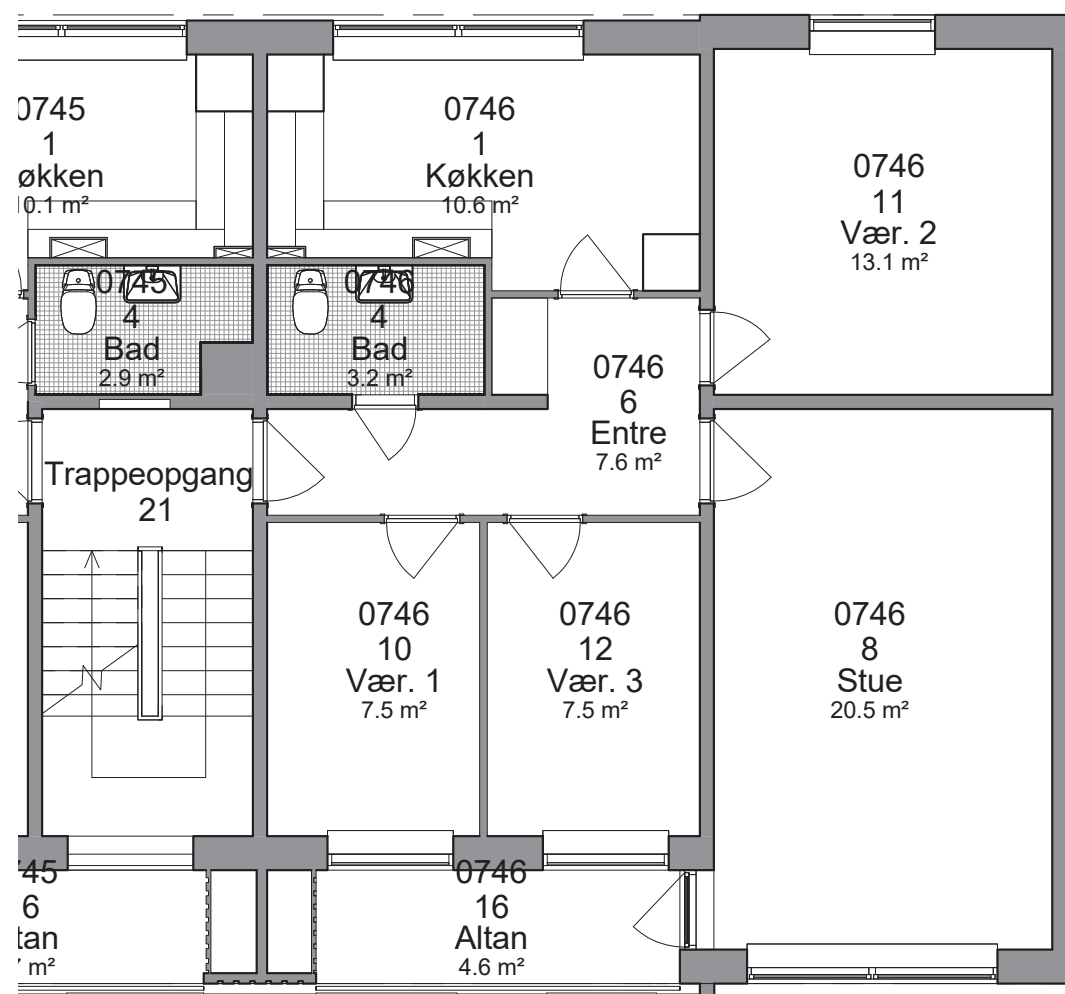 0745
1
økken
10.1 m²
0746
1
Køkken
10.6 m²
0746
11
Vær. 2
13.1 m²
0745
4
Bad
2.9 m²
0746
4
Bad
3.2 m²
0746
6
Entre
7.6 m²
Trappeopgang
21
0746
10
Vær. 1
7.5 m²
0746
12
Vær. 3
7.5 m²
0746
8
Stue
20.5 m²
745
6
tan
7 m²
0746
16
Altan
4.6 m²